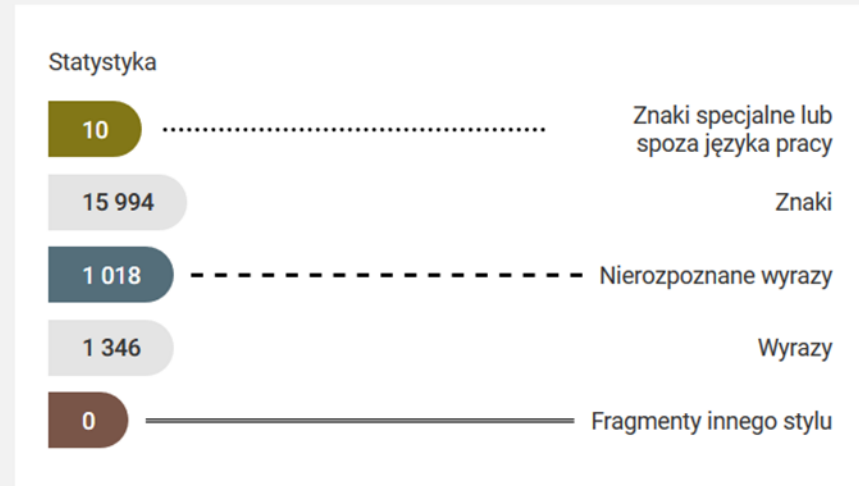 Statystyka
10
Znaki specjalne lub
spoza języka pracy
15 994
Znaki
1 018
Nierozpoznane wyrazy
1 346
Wyrazy
0
Fragmenty innego stylu